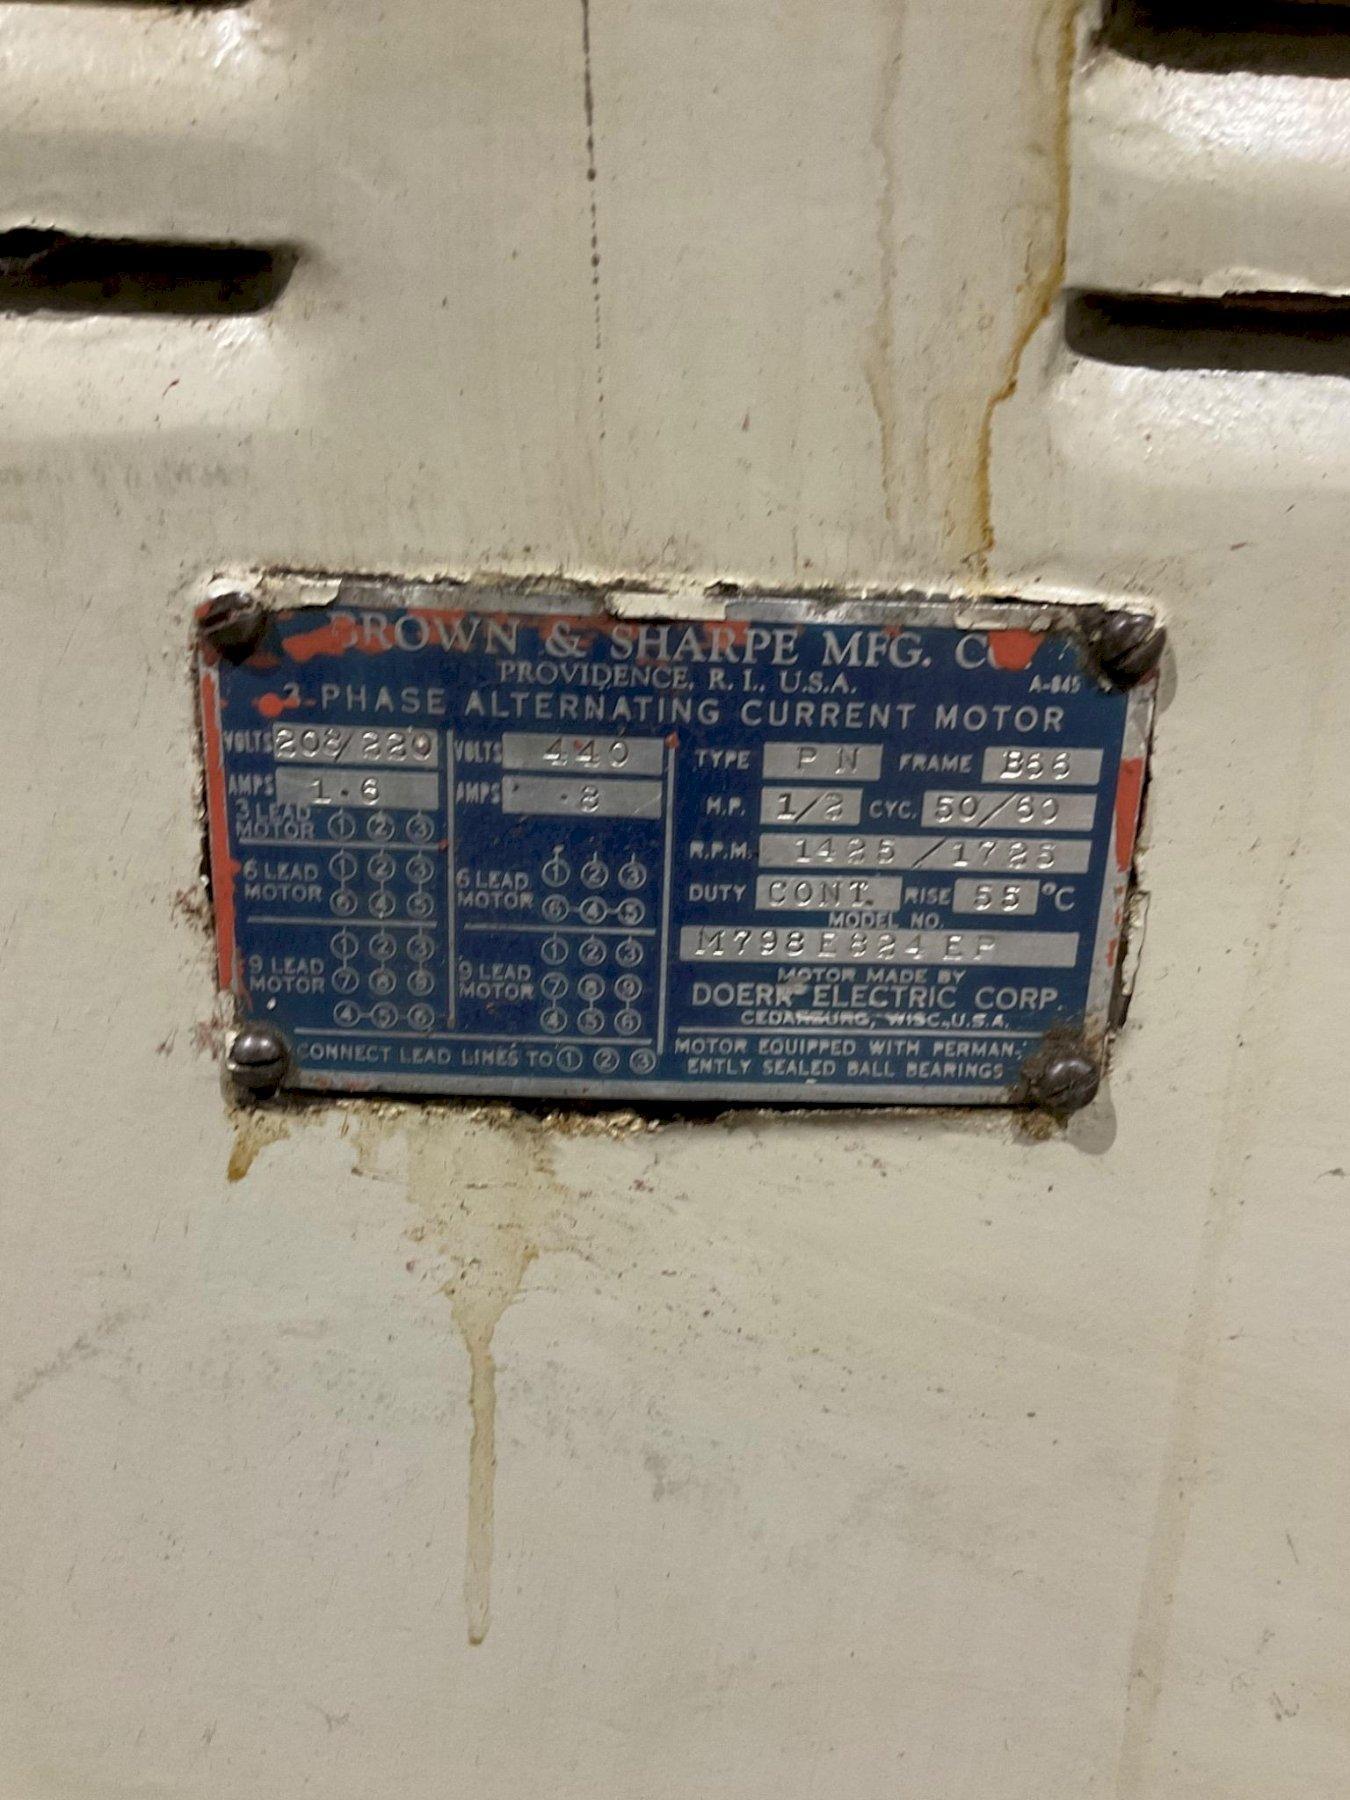 BROWN & SHARPE MFG. CO.
PROVIDENCE, R. I., U.S.A.
A-845
3-PHASE ALTERNATING CURRENT MOTOR
VOLTS 208/220
AMPS 1.6
3 LEAD
MOTOR ① ② ③
6 LEAD ① ② ③
MOTOR ⑥ ④ ⑤
9 LEAD ① ② ③
MOTOR ⑦ ⑧ ⑨
④ ⑤ ⑥
VOLTS 440
AMPS .8
6 LEAD ① ② ③
MOTOR ⑥ ④ ⑤
9 LEAD ① ② ③
MOTOR ⑦ ⑧ ⑨
④ ⑤ ⑥
CONNECT LEAD LINES TO ① ② ③
TYPE PN FRAME B56
H.P. 1/2 CYC. 50/60
R.P.M. 1425/1725
DUTY CONT. RISE 55 °C
MODEL NO.
M798E824EP
MOTOR MADE BY
DOERR ELECTRIC CORP.
CEDARBURG, WISC., U.S.A.
MOTOR EQUIPPED WITH PERMAN-
ENTLY SEALED BALL BEARINGS